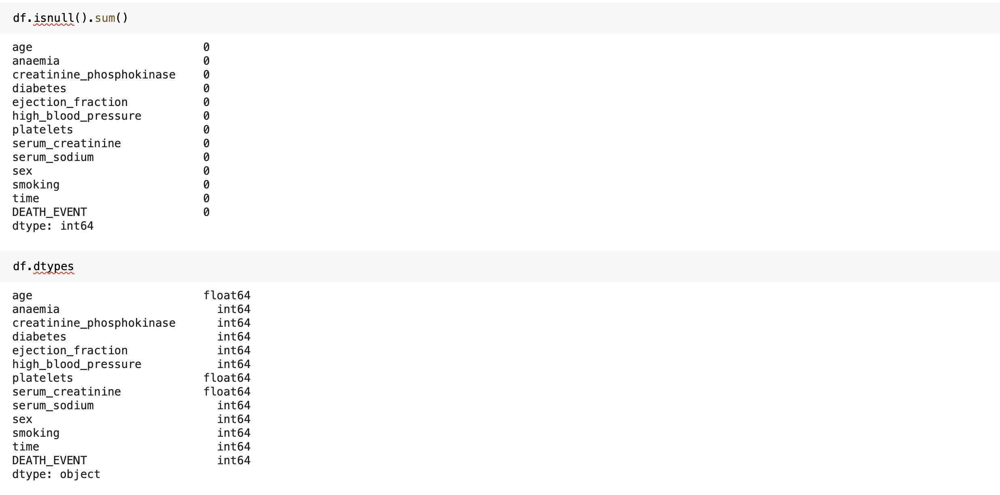 df.isnull().sum()
age 0
anaemia 0
creatinine_phosphokinase 0
diabetes 0
ejection_fraction 0
high_blood_pressure 0
platelets 0
serum_creatinine 0
serum_sodium 0
sex 0
smoking 0
time 0
DEATH_EVENT 0
dtype: int64
df.dtypes
age float64
anaemia int64
creatinine_phosphokinase int64
diabetes int64
ejection_fraction int64
high_blood_pressure int64
platelets float64
serum_creatinine float64
serum_sodium int64
sex int64
smoking int64
time int64
DEATH_EVENT int64
dtype: object